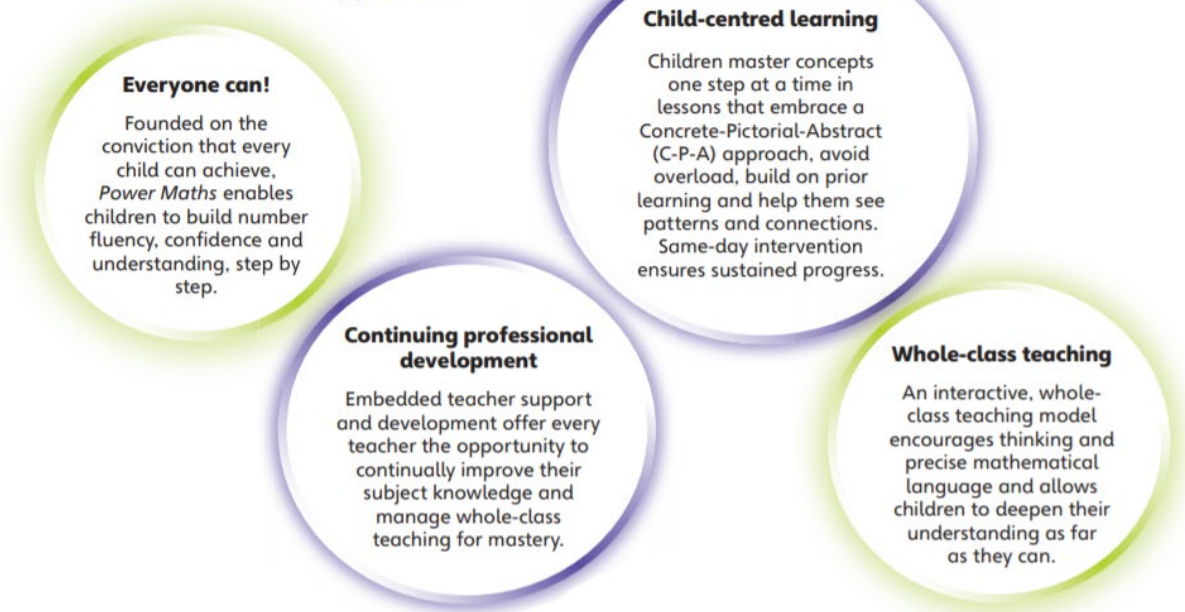 Everyone can!
Founded on the
conviction that every
child can achieve,
Power Maths enables
children to build number
fluency, confidence and
understanding, step by
step.
Child-centred learning
Children master concepts
one step at a time in
lessons that embrace a
Concrete-Pictorial-Abstract
(C-P-A) approach, avoid
overload, build on prior
learning and help them see
patterns and connections.
Same-day intervention
ensures sustained progress.
Continuing professional
development
Embedded teacher support
and development offer every
teacher the opportunity to
continually improve their
subject knowledge and
manage whole-class
teaching for mastery.
Whole-class teaching
An interactive, whole-
class teaching model
encourages thinking and
precise mathematical
language and allows
children to deepen their
understanding as far
as they can.